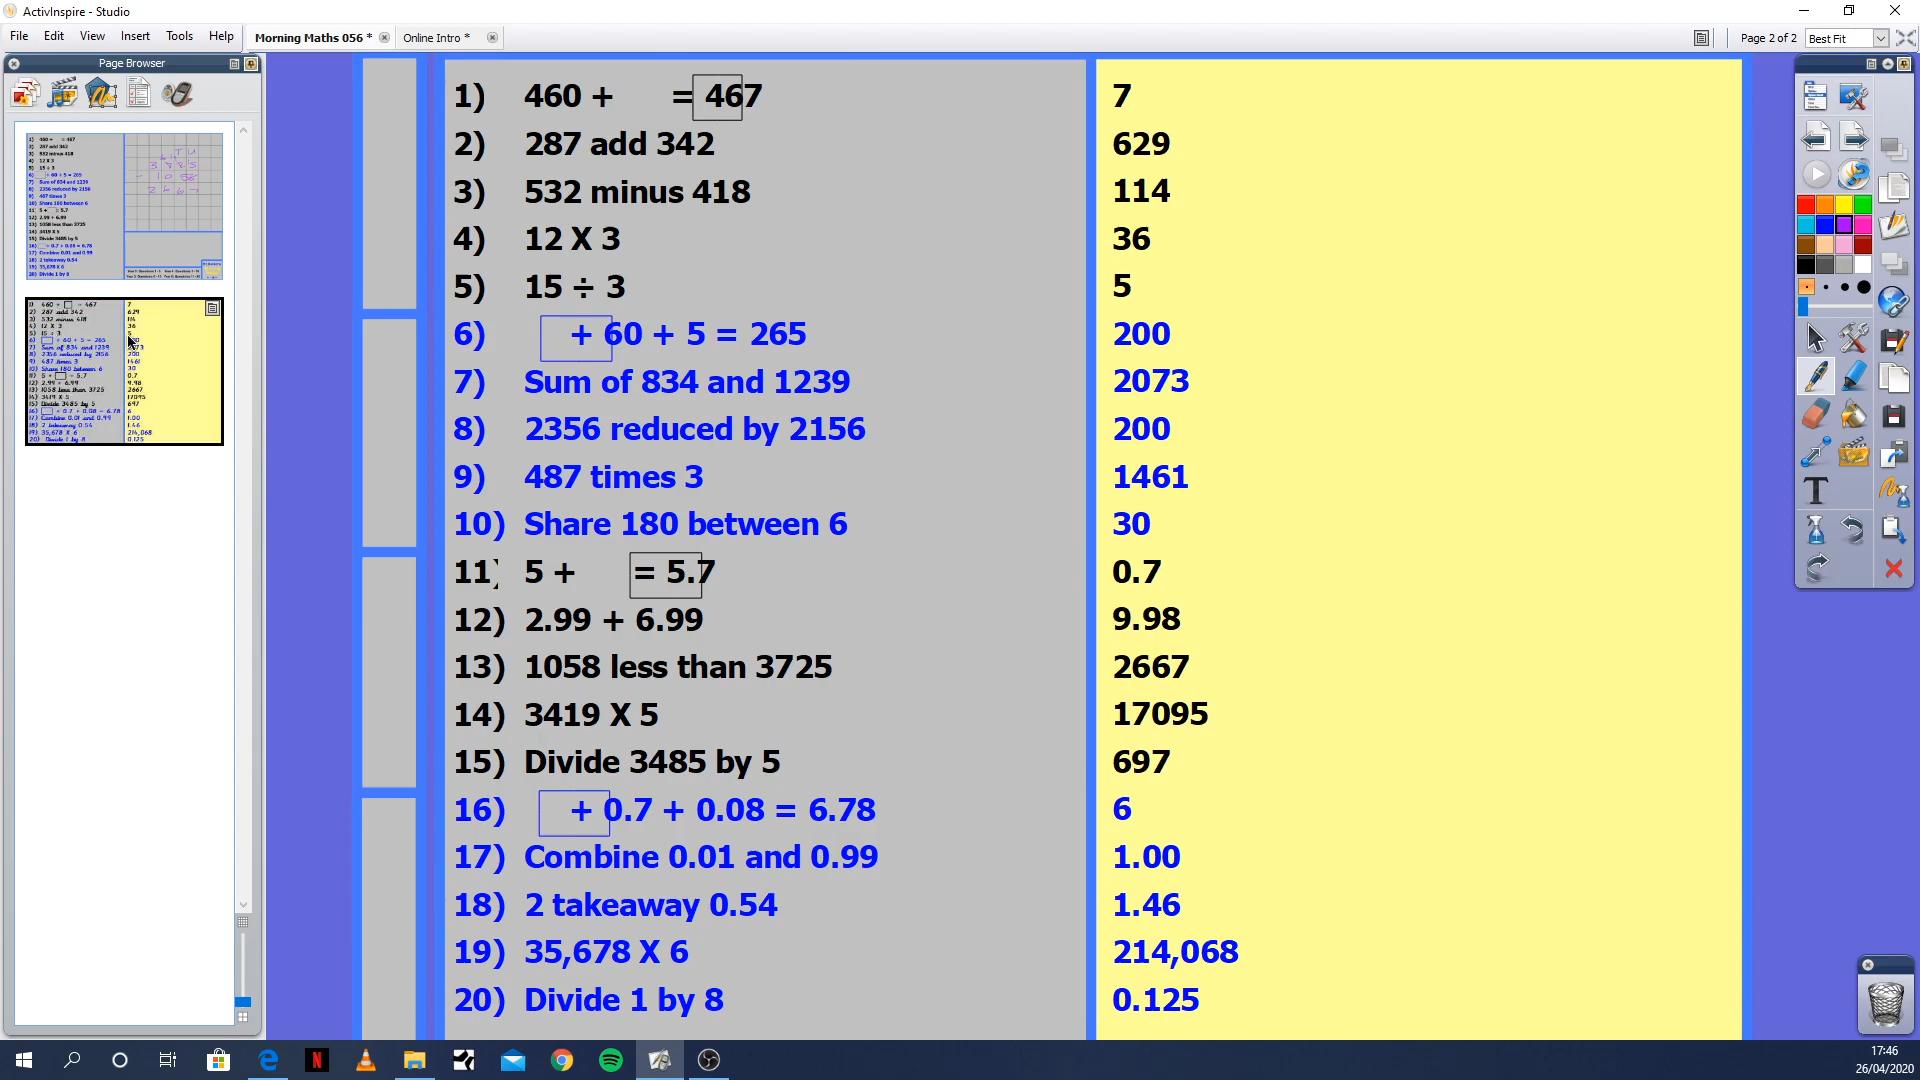 ActivInspire - Studio
File Edit View Insert Tools Help
Morning Maths 056 *
Online Intro *
Page 2 of 2
Best Fit
Page Browser
1) 460 + = 467 7
2) 287 add 342 629
3) 532 minus 418 114
4) 12 X 3 36
5) 15 ÷ 3 5
6) + 60 + 5 = 265 200
7) Sum of 834 and 1239 2073
8) 2356 reduced by 2156 200
9) 487 times 3 1461
10) Share 180 between 6 30
11) 5 + = 5.7 0.7
12) 2.99 + 6.99 9.98
13) 1058 less than 3725 2667
14) 3419 X 5 17095
15) Divide 3485 by 5 697
16) + 0.7 + 0.08 = 6.78 6
17) Combine 0.01 and 0.99 1.00
18) 2 takeaway 0.54 1.46
19) 35,678 X 6 214,068
20) Divide 1 by 8 0.125
17:46
26/04/2020